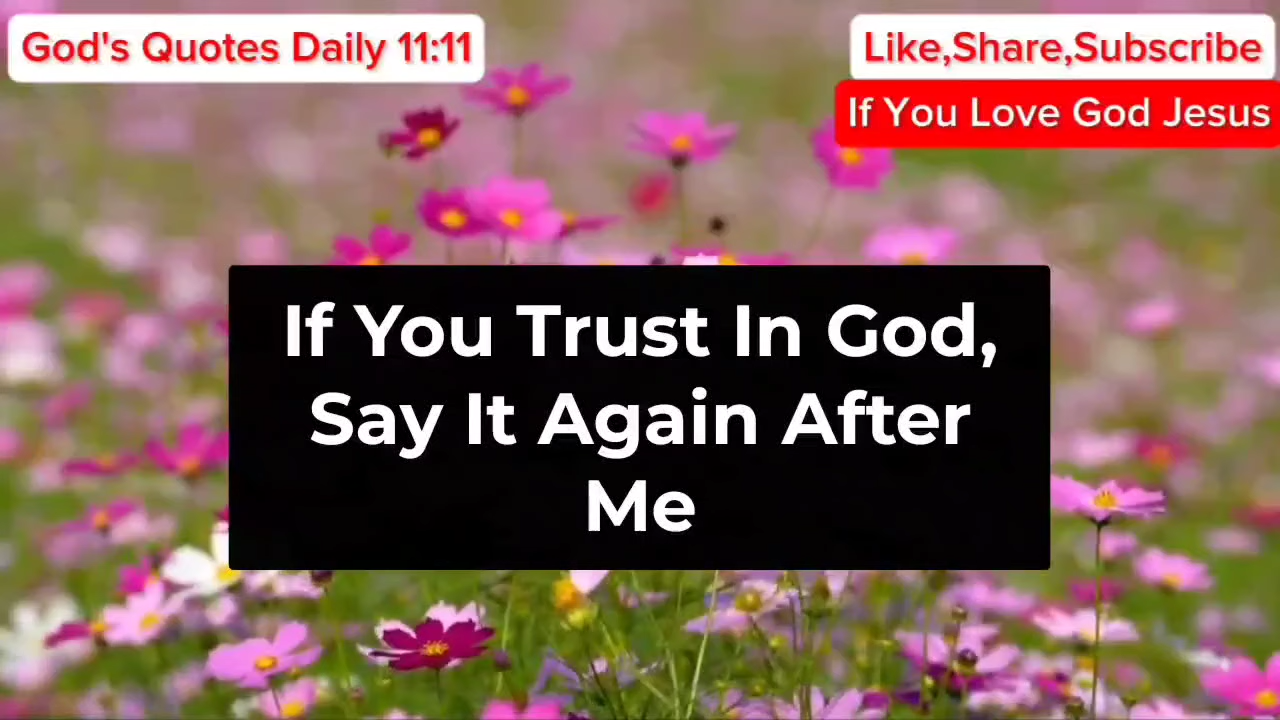 God's Quotes Daily 11:11
Like,Share,Subscribe
If You Love God Jesus
If You Trust In God,
Say It Again After
Me